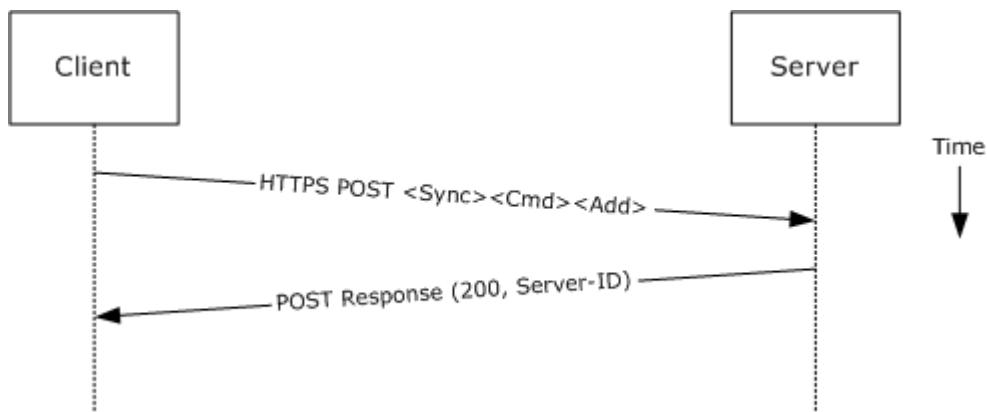 Client
Server
Time
HTTPS POST <Sync><Cmd><Add>
POST Response (200, Server-ID)